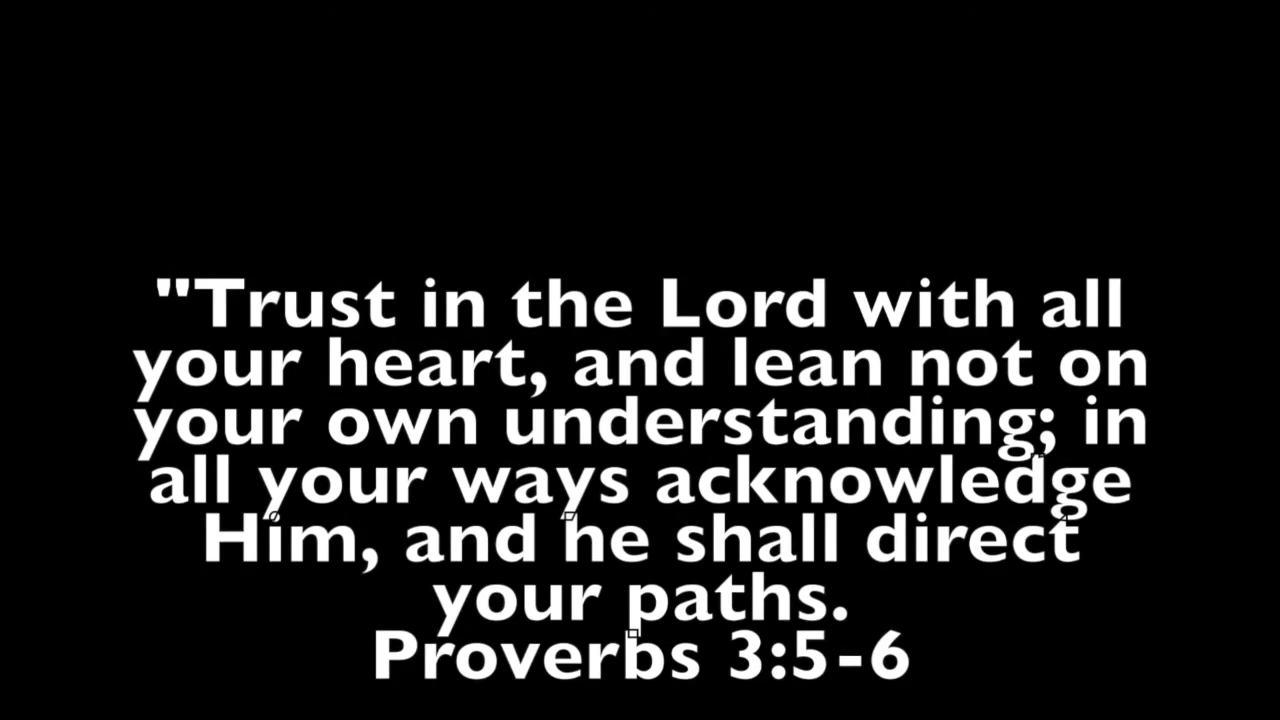 "Trust in the Lord with all
your heart, and lean not on
your own understanding; in
all your ways acknowledge
Him, and he shall direct
your paths.
Proverbs 3:5-6